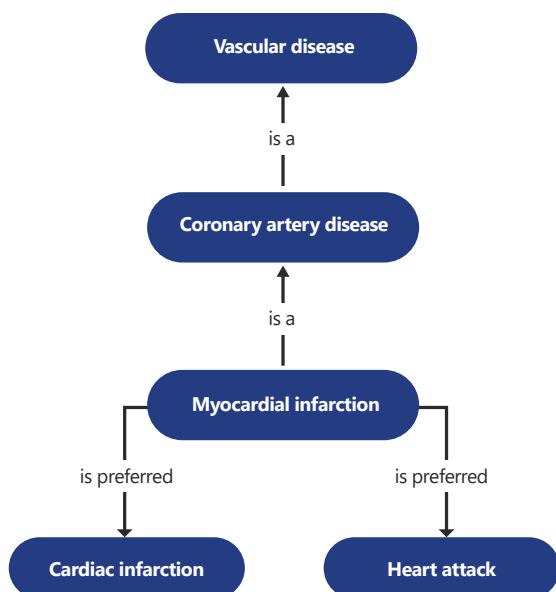 Vascular disease
is a
Coronary artery disease
is a
Myocardial infarction
is preferred
is preferred
Cardiac infarction
Heart attack